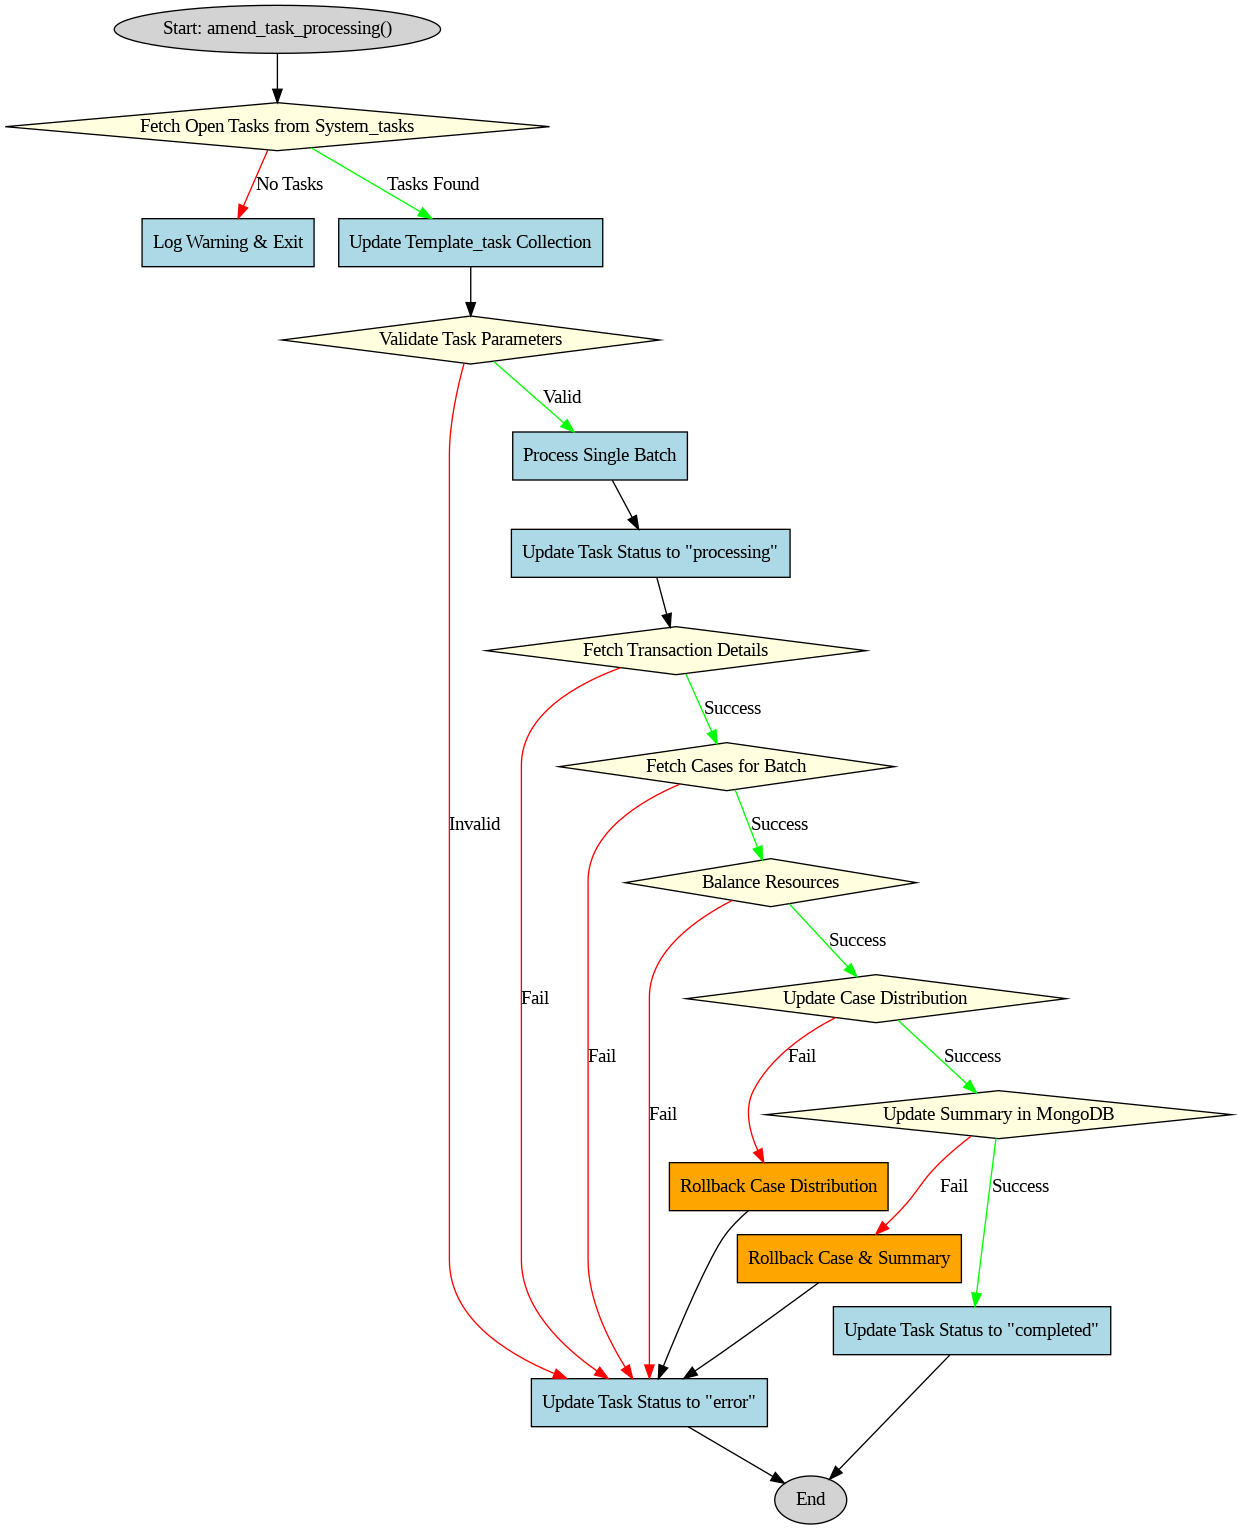 Start: amend_task_processing()
Fetch Open Tasks from System_tasks
No Tasks
Tasks Found
Log Warning & Exit
Update Template_task Collection
Validate Task Parameters
Valid
Process Single Batch
Update Task Status to "processing"
Fetch Transaction Details
Success
Fetch Cases for Batch
Invalid
Success
Balance Resources
Success
Fail
Update Case Distribution
Fail
Fail
Success
Fail
Update Summary in MongoDB
Rollback Case Distribution
Fail
Success
Rollback Case & Summary
Update Task Status to "completed"
Update Task Status to "error"
End